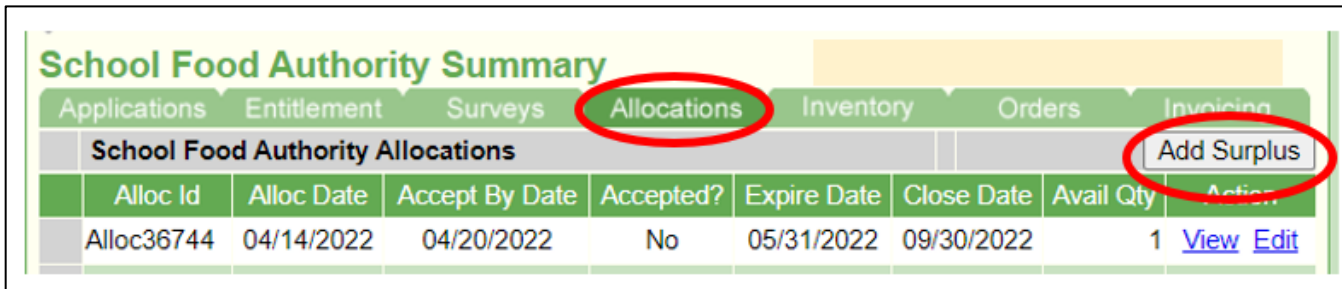 School Food Authority Summary
Applications Entitlement Surveys Allocations Inventory Orders Invoicing
School Food Authority Allocations Add Surplus
Alloc Id Alloc Date Accept By Date Accepted? Expire Date Close Date Avail Qty Action
Alloc36744 04/14/2022 04/20/2022 No 05/31/2022 09/30/2022 1 View Edit